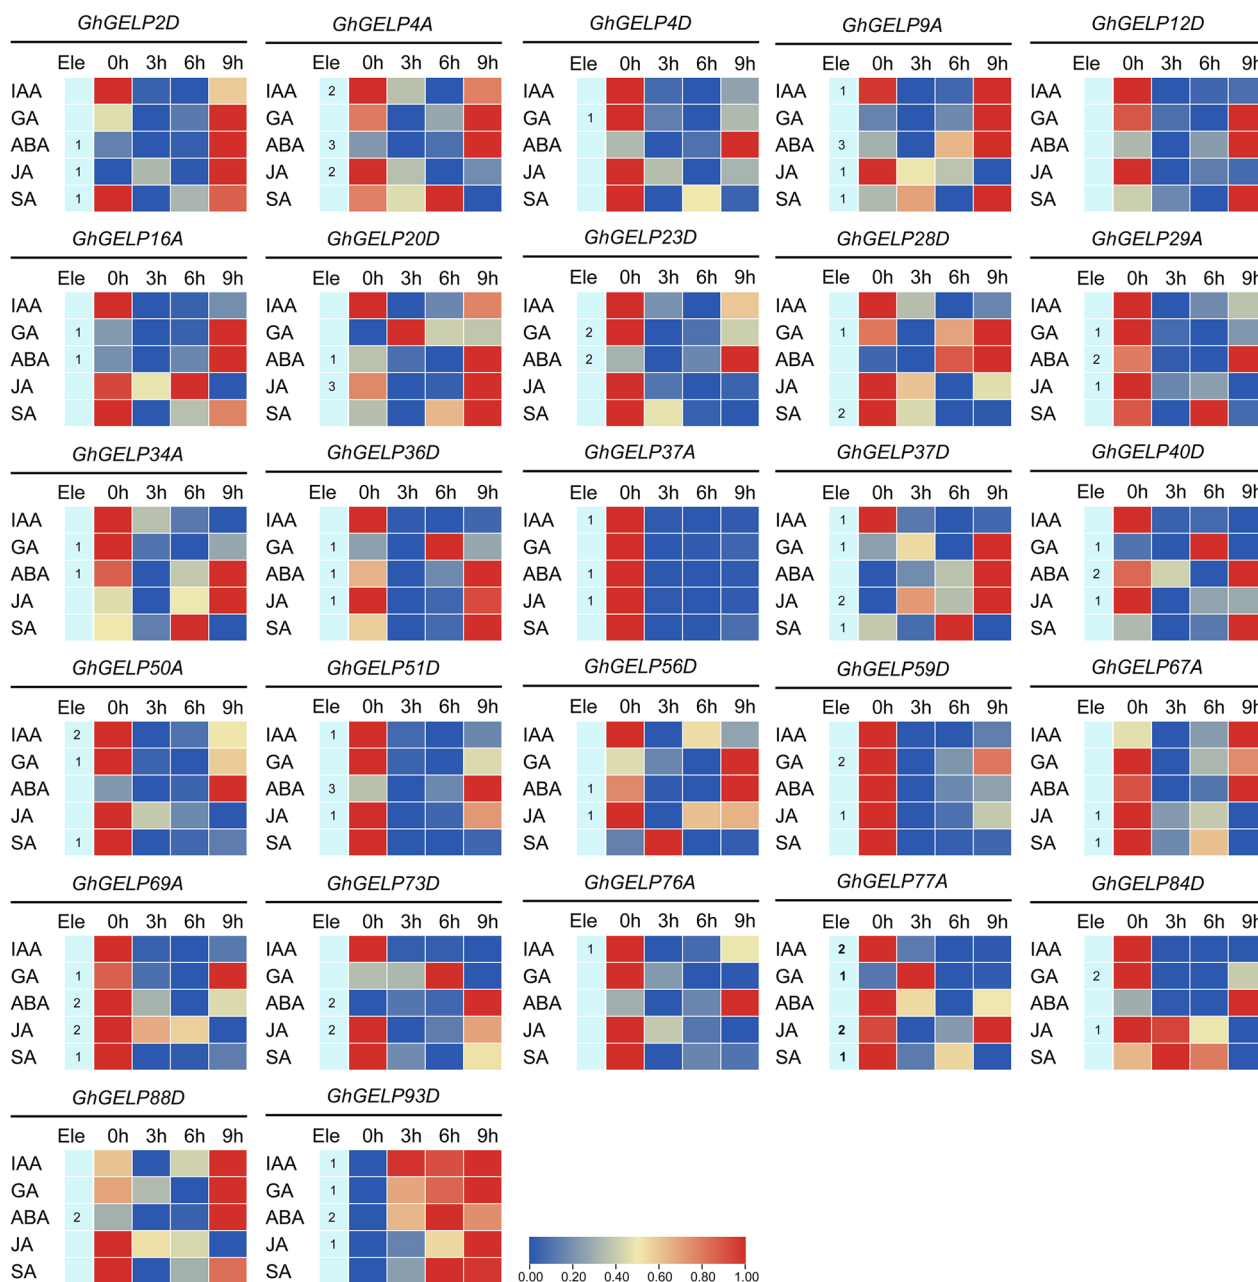 GhGELP2D GhGELP4A GhGELP4D GhGELP9A GhGELP12D
Ele 0h 3h 6h 9h Ele 0h 3h 6h 9h Ele 0h 3h 6h 9h Ele 0h 3h 6h 9h Ele 0h 3h 6h 9h
IAA IAA 2 IAA IAA 1 IAA
GA GA GA 1 GA GA
ABA 1 ABA 3 ABA ABA 3 ABA
JA 1 JA 2 JA JA 1 JA
SA 1 SA SA SA 1 SA
GhGELP16A GhGELP20D GhGELP23D GhGELP28D GhGELP29A
Ele 0h 3h 6h 9h Ele 0h 3h 6h 9h Ele 0h 3h 6h 9h Ele 0h 3h 6h 9h Ele 0h 3h 6h 9h
IAA IAA IAA IAA IAA
GA 1 GA GA 2 GA 1 GA 1
ABA 1 ABA 1 ABA 2 ABA ABA 2
JA JA 3 JA JA JA 1
SA SA SA SA 2 SA
GhGELP34A GhGELP36D GhGELP37A GhGELP37D GhGELP40D
Ele 0h 3h 6h 9h Ele 0h 3h 6h 9h Ele 0h 3h 6h 9h Ele 0h 3h 6h 9h Ele 0h 3h 6h 9h
IAA IAA IAA 1 IAA 1 IAA
GA 1 GA 1 GA GA 1 GA 1
ABA 1 ABA 1 ABA 1 ABA ABA 2
JA JA 1 JA 1 JA 2 JA 1
SA SA SA SA 1 SA
GhGELP50A GhGELP51D GhGELP56D GhGELP59D GhGELP67A
Ele 0h 3h 6h 9h Ele 0h 3h 6h 9h Ele 0h 3h 6h 9h Ele 0h 3h 6h 9h Ele 0h 3h 6h 9h
IAA 2 IAA 1 IAA IAA IAA
GA 1 GA GA GA 2 GA
ABA ABA 3 ABA 1 ABA ABA
JA JA 1 JA 1 JA 1 JA 1
SA 1 SA SA SA SA 1
GhGELP69A GhGELP73D GhGELP76A GhGELP77A GhGELP84D
Ele 0h 3h 6h 9h Ele 0h 3h 6h 9h Ele 0h 3h 6h 9h Ele 0h 3h 6h 9h Ele 0h 3h 6h 9h
IAA IAA IAA 1 IAA 2 IAA
GA 1 GA GA GA 1 GA 2
ABA 2 ABA 2 ABA ABA ABA
JA 2 JA 2 JA JA 2 JA 1
SA 1 SA SA SA 1 SA
GhGELP88D GhGELP93D
Ele 0h 3h 6h 9h Ele 0h 3h 6h 9h
IAA IAA 1
GA GA 1
ABA 2 ABA 2
JA JA 1
SA SA
0.00 0.20 0.40 0.60 0.80 1.00